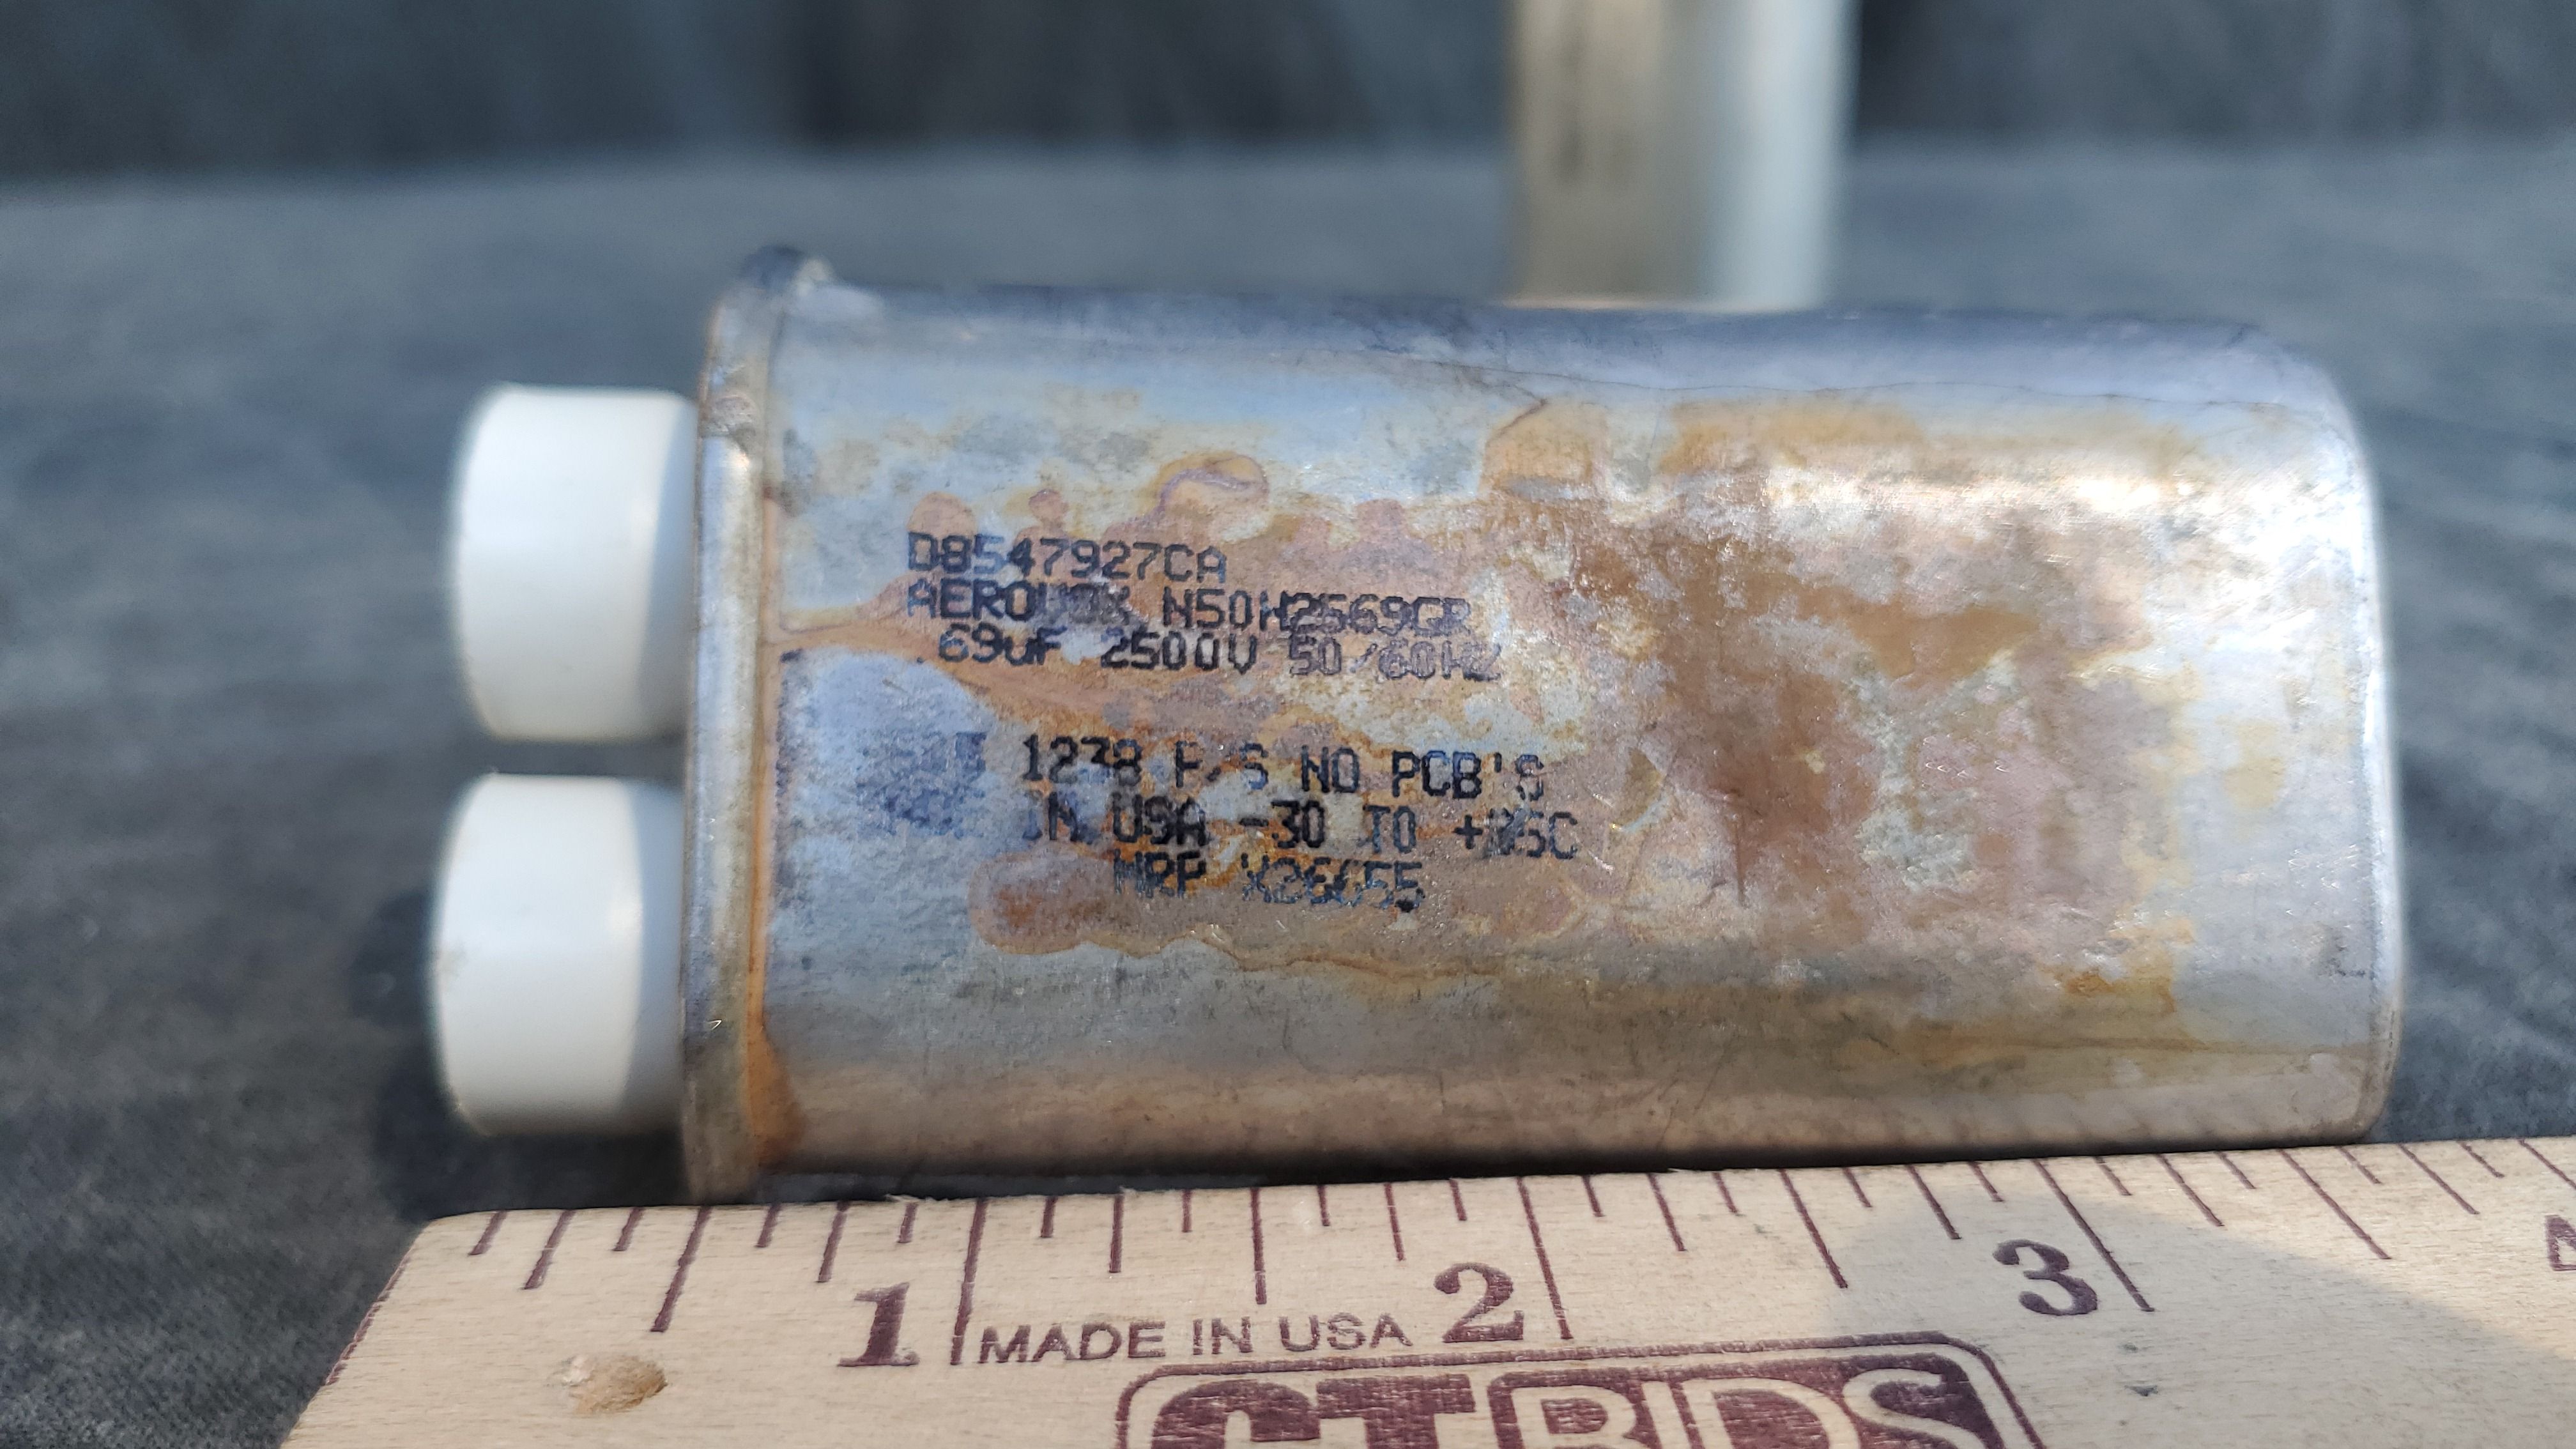 D8547927CA
AEROVOX N50H2569GR
.69uF 2500V 50/60HZ
1238 F/S NO PCB'S
IN USA -30 TO
WRP X26655
1 2 3
MADE IN USA